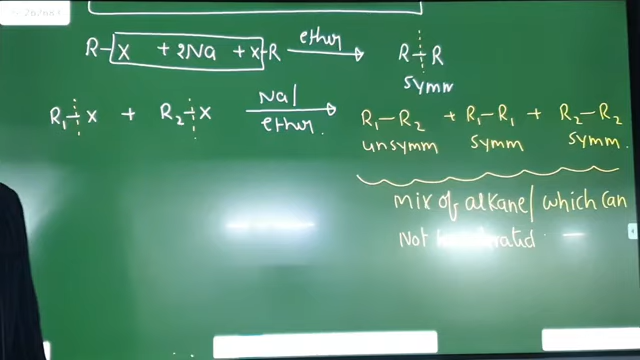 R-X + 2Na + X-R ether→ R-R
symm
R₁-X + R₂-X Na/ether→ R₁-R₂ + R₁-R₁ + R₂-R₂
unsymm symm symm.
Mix of alkane/which can
Not